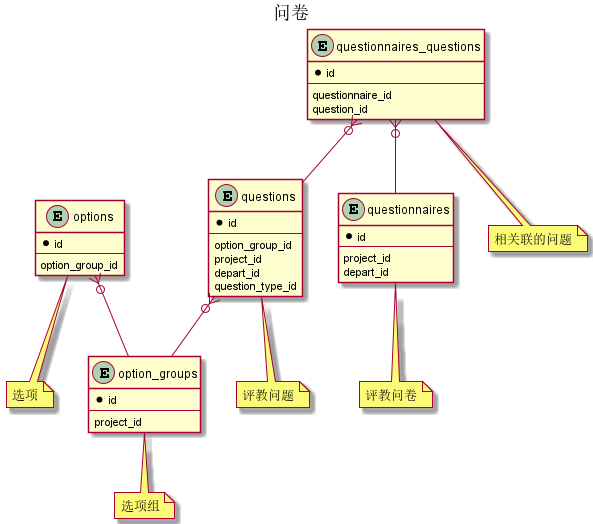 问卷
E questionnaires_questions
id
questionnaire_id
question_id
E questions
id
option_group_id
project_id
depart_id
question_type_id
E questionnaires
id
project_id
depart_id
相关联的问题
E options
id
option_group_id
E option_groups
id
project_id
选项
评教问题
评教问卷
选项组